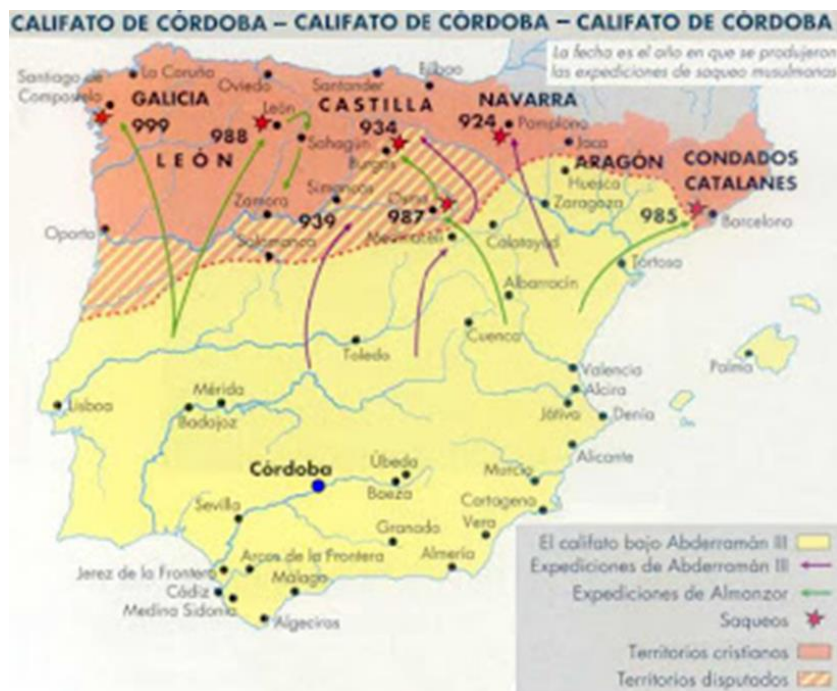 CALIFATO DE CÓRDOBA – CALIFATO DE CÓRDOBA – CALIFATO DE CÓRDOBA
La fecha es el año en que se produjeron
las expediciones de saqueo musulmanas
Santiago de
Compostela
La Coruña
Oviedo
Santander
Bilbao
GALICIA
999
León
988
CASTILLA
934
NAVARRA
924
Pamplona
Sahagún
Burgos
Jaca
LEÓN
ARAGÓN
CONDADOS
CATALANES
Huesca
Simancas
Zamora
939
Osma
987
Zaragoza
985
Barcelona
Oporto
Salamanca
Medinaceli
Calatayud
Tortosa
Albarracín
Cuenca
Toledo
Palma
Valencia
Alcira
Lisboa
Mérida
Badajoz
Játiva
Denia
Alicante
Córdoba
Úbeda
Baeza
Murcia
Sevilla
Cartagena
Granada
Vera
Arcos de la Frontera
Almería
Jerez de la Frontera
Málaga
Cádiz
Medina Sidonia
Algeciras
El califato bajo Abderramán III
Expediciones de Abderramán III
Expediciones de Almanzor
Saqueos
Territorios cristianos
Territorios disputados